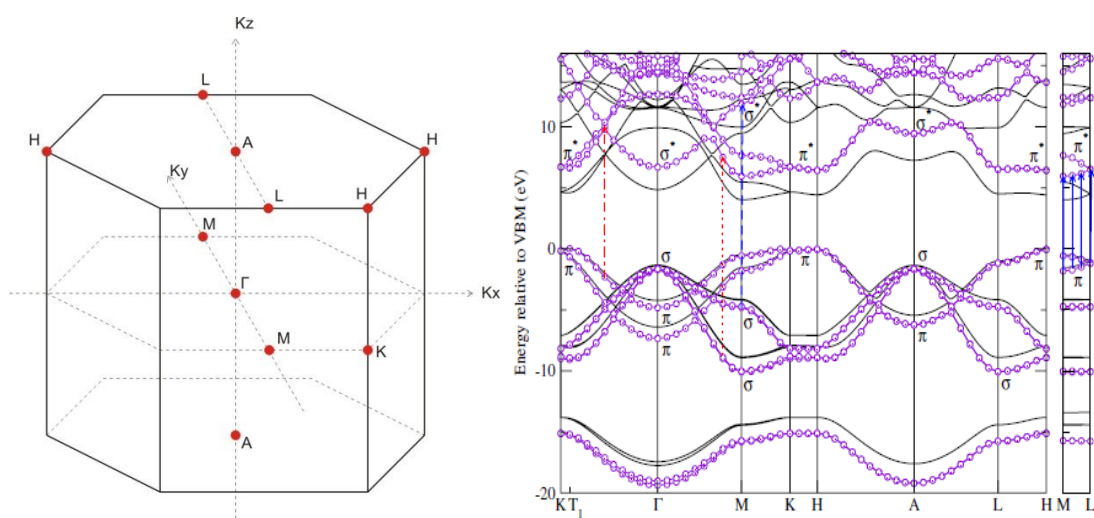 Kz
L
H
A
H
Ky
L
H
M
Γ
Kx
M
K
A
Energy relative to VBM (eV)
10
0
-10
-20
π*
σ*
σ*
π*
σ*
π*
π*
π
σ
π
π
σ
σ
π
σ
π
σ
π
π
K T1 Γ M K H A L H M L